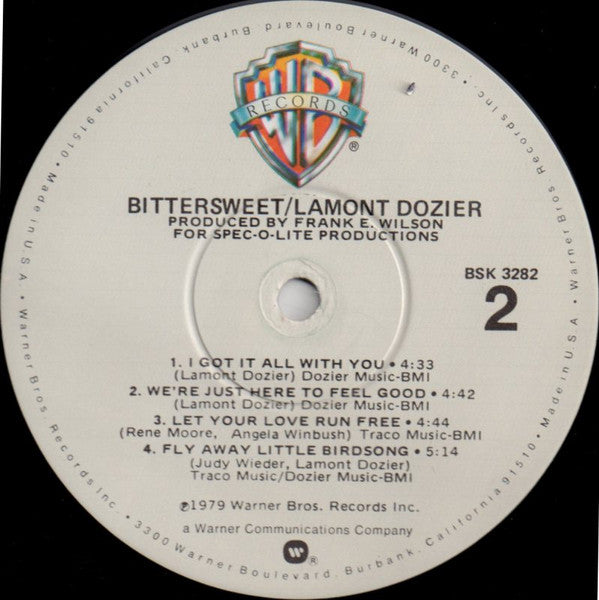 WB
RECORDS
®
BITTERSWEET/LAMONT DOZIER
PRODUCED BY FRANK E. WILSON
FOR SPEC-O-LITE PRODUCTIONS
BSK 3282
2
1. I GOT IT ALL WITH YOU • 4:33
(Lamont Dozier) Dozier Music-BMI
2. WE'RE JUST HERE TO FEEL GOOD • 4:42
(Lamont Dozier) Dozier Music-BMI
3. LET YOUR LOVE RUN FREE • 4:44
(Rene Moore, Angela Winbush) Traco Music-BMI
4. FLY AWAY LITTLE BIRDSONG • 5:14
(Judy Wieder, Lamont Dozier)
Traco Music/Dozier Music-BMI
℗1979 Warner Bros. Records Inc.
a Warner Communications Company
W ®
Made in U.S.A. • Warner Bros. Records Inc. • 3300 Warner Boulevard, Burbank, California 91510 • Made in U.S.A. • Warner Bros. Records Inc. • 3300 Warner Boulevard, Burbank, California 91510 •